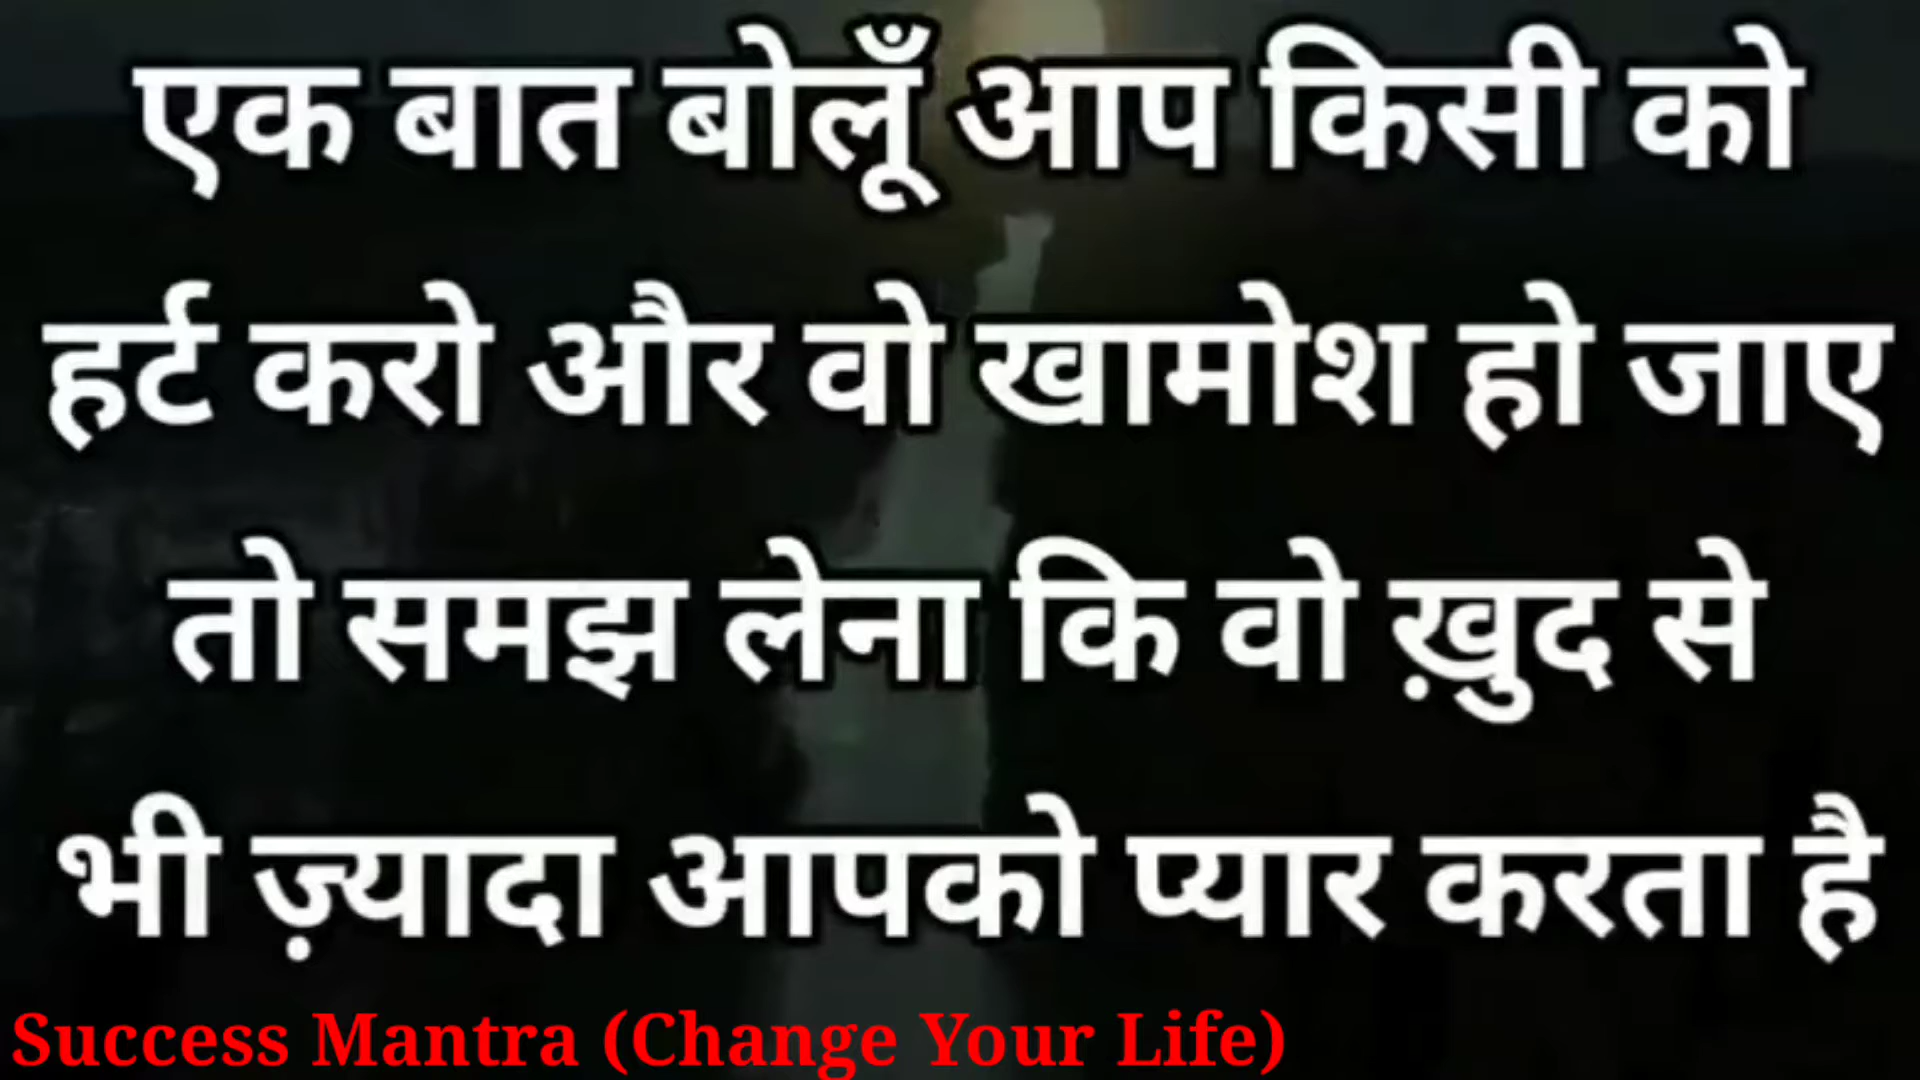 एक बात बोलूँ आप किसी को
हर्ट करो और वो खामोश हो जाए
तो समझ लेना कि वो ख़ुद से
भी ज़्यादा आपको प्यार करता है
Success Mantra (Change Your Life)